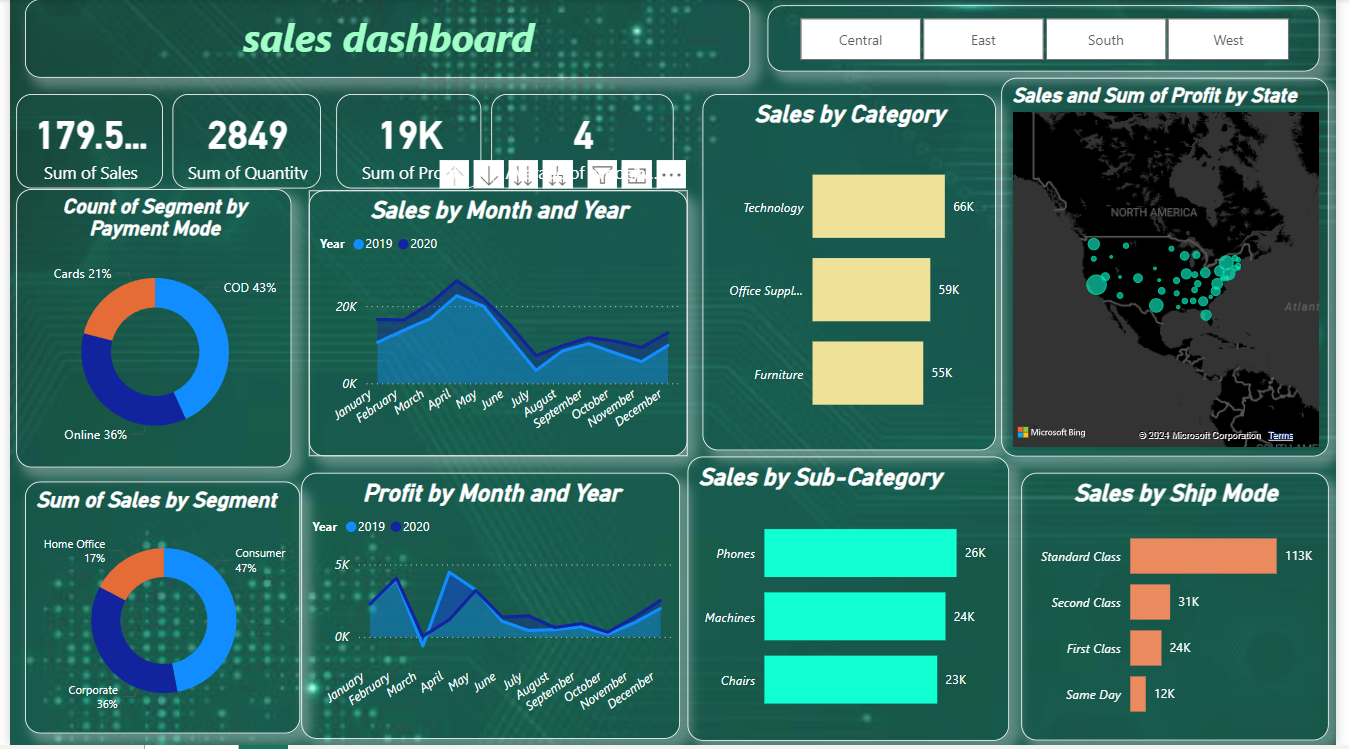 sales dashboard
Central
East
South
West
179.5...
Sum of Sales
2849
Sum of Quantity
19K
Sum of
4
of
Sales by Category
Technology
66K
Office Suppl...
59K
Furniture
55K
Sales and Sum of Profit by State
NORTH AMERICA
Atlant
Microsoft Bing
© 2024 Microsoft Corporation
Terms
Count of Segment by
Payment Mode
Cards 21%
COD 43%
Online 36%
Sales by Month and Year
Year
2019
2020
20K
0K
January
February
March
April
May
June
July
August
September
October
November
December
Sum of Sales by Segment
Home Office
17%
Consumer
47%
Corporate
36%
Profit by Month and Year
Year
2019
2020
5K
0K
January
February
March
April
May
June
July
August
September
October
November
December
Sales by Sub-Category
Phones
26K
Machines
24K
Chairs
23K
Sales by Ship Mode
Standard Class
113K
Second Class
31K
First Class
24K
Same Day
12K